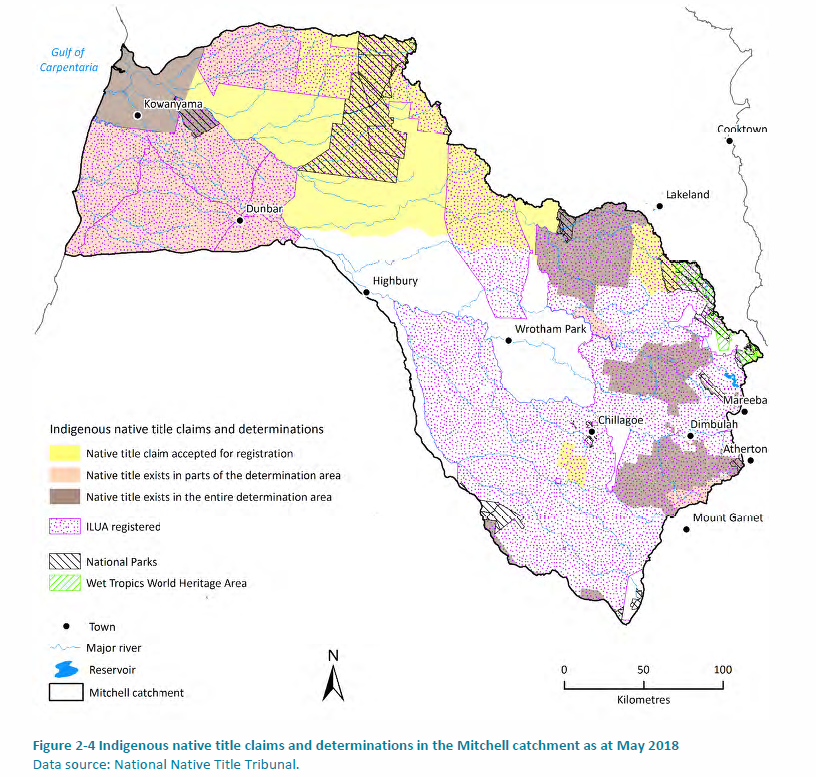 Gulf of
Carpentaria
Kowanyama
Cooktown
Lakeland
Dunbar
Highbury
Wrotham Park
Mareeba
Chillagoe
Dimbulah
Atherton
Mount Garnet
Indigenous native title claims and determinations
Native title claim accepted for registration
Native title exists in parts of the determination area
Native title exists in the entire determination area
ILUA registered
National Parks
Wet Tropics World Heritage Area
Town
Major river
Reservoir
Mitchell catchment
N
0 50 100
Kilometres
Figure 2-4 Indigenous native title claims and determinations in the Mitchell catchment as at May 2018
Data source: National Native Title Tribunal.